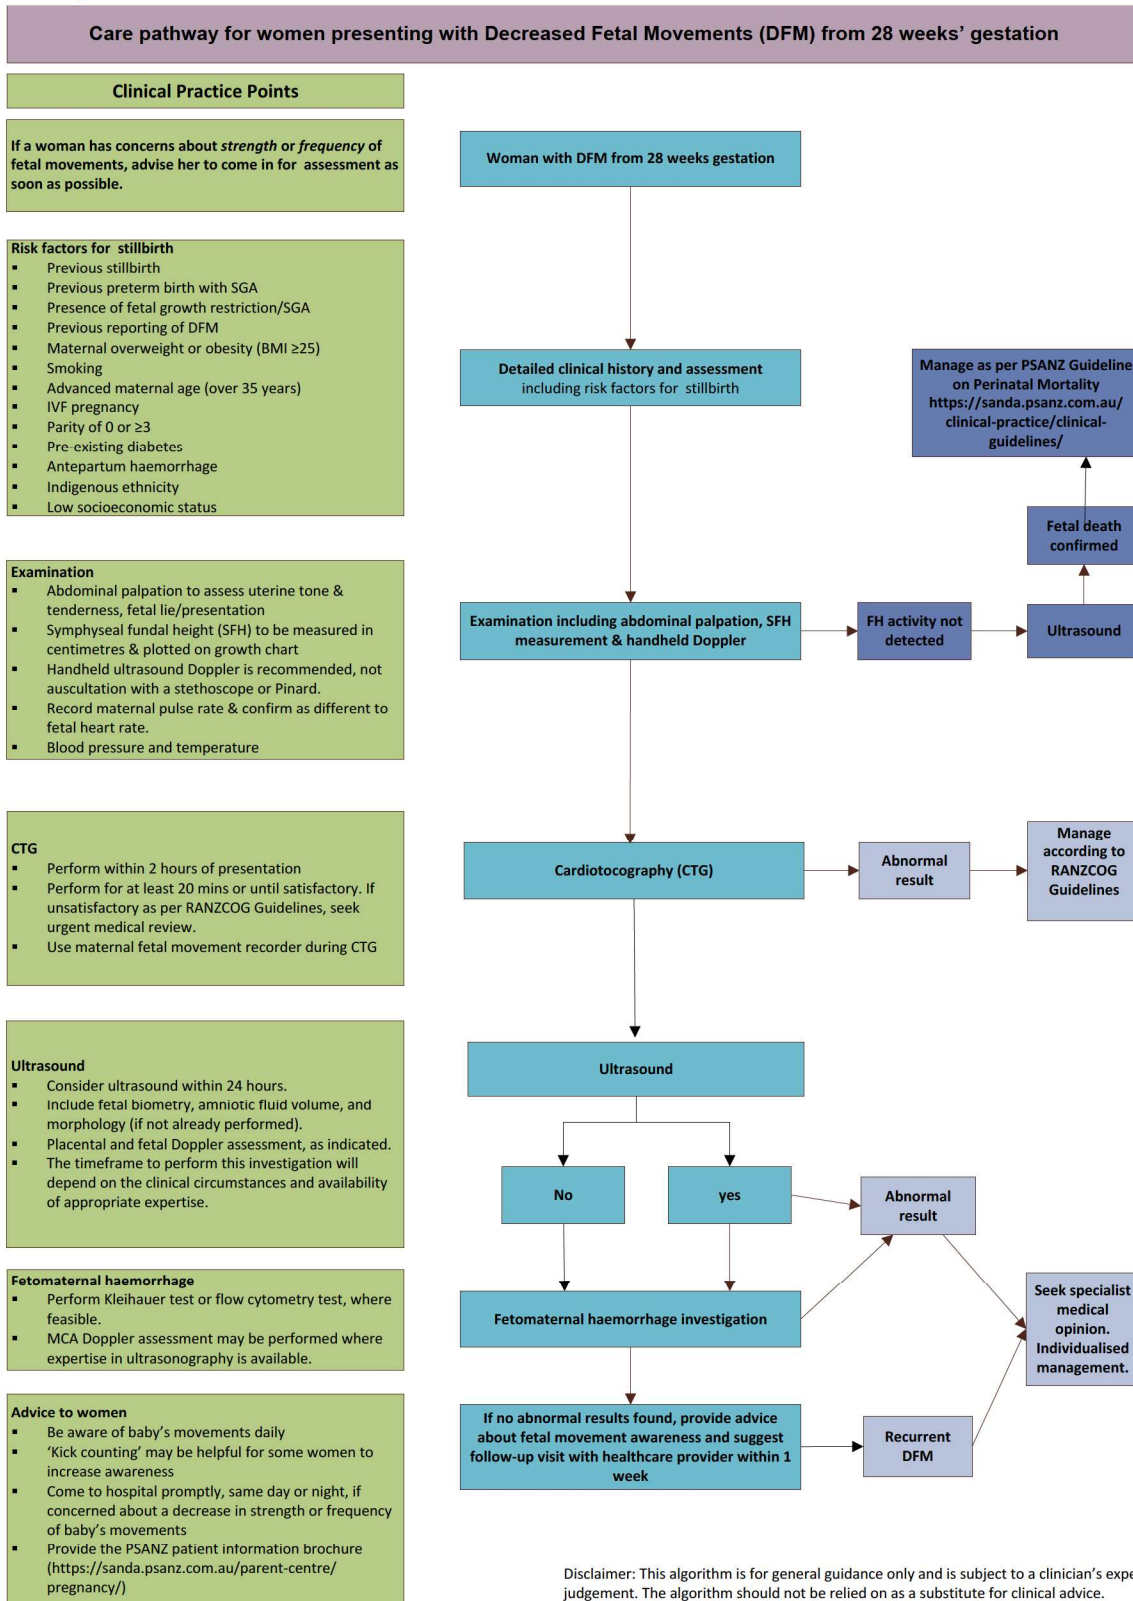 Care pathway for women presenting with Decreased Fetal Movements (DFM) from 28 weeks’ gestation
Clinical Practice Points
If a woman has concerns about strength or frequency of
fetal movements, advise her to come in for assessment as
soon as possible.
Risk factors for stillbirth
▪ Previous stillbirth
▪ Previous preterm birth with SGA
▪ Presence of fetal growth restriction/SGA
▪ Previous reporting of DFM
▪ Maternal overweight or obesity (BMI ≥25)
▪ Smoking
▪ Advanced maternal age (over 35 years)
▪ IVF pregnancy
▪ Parity of 0 or ≥3
▪ Pre-existing diabetes
▪ Antepartum haemorrhage
▪ Indigenous ethnicity
▪ Low socioeconomic status
Examination
▪ Abdominal palpation to assess uterine tone &
tenderness, fetal lie/presentation
▪ Symphyseal fundal height (SFH) to be measured in
centimetres & plotted on growth chart
▪ Handheld ultrasound Doppler is recommended, not
auscultation with a stethoscope or Pinard.
▪ Record maternal pulse rate & confirm as different to
fetal heart rate.
▪ Blood pressure and temperature
CTG
▪ Perform within 2 hours of presentation
▪ Perform for at least 20 mins or until satisfactory. If
unsatisfactory as per RANZCOG Guidelines, seek
urgent medical review.
▪ Use maternal fetal movement recorder during CTG
Ultrasound
▪ Consider ultrasound within 24 hours.
▪ Include fetal biometry, amniotic fluid volume, and
morphology (if not already performed).
▪ Placental and fetal Doppler assessment, as indicated.
▪ The timeframe to perform this investigation will
depend on the clinical circumstances and availability
of appropriate expertise.
Fetomaternal haemorrhage
▪ Perform Kleihauer test or flow cytometry test, where
feasible.
▪ MCA Doppler assessment may be performed where
expertise in ultrasonography is available.
Advice to women
▪ Be aware of baby’s movements daily
▪ ‘Kick counting’ may be helpful for some women to
increase awareness
▪ Come to hospital promptly, same day or night, if
concerned about a decrease in strength or frequency
of baby’s movements
▪ Provide the PSANZ patient information brochure
(https://sanda.psanz.com.au/parent-centre/
pregnancy/)
Woman with DFM from 28 weeks gestation
Detailed clinical history and assessment
including risk factors for stillbirth
Manage as per PSANZ Guideline
on Perinatal Mortality
https://sanda.psanz.com.au/
clinical-practice/clinical-
guidelines/
Fetal death
confirmed
Examination including abdominal palpation, SFH
measurement & handheld Doppler
FH activity not
detected
Ultrasound
Cardiotocography (CTG)
Abnormal
result
Manage
according to
RANZCOG
Guidelines
Ultrasound
No
yes
Abnormal
result
Fetomaternal haemorrhage investigation
Seek specialist
medical
opinion.
Individualised
management.
If no abnormal results found, provide advice
about fetal movement awareness and suggest
follow-up visit with healthcare provider within 1
week
Recurrent
DFM
Disclaimer: This algorithm is for general guidance only and is subject to a clinician’s expe
judgement. The algorithm should not be relied on as a substitute for clinical advice.